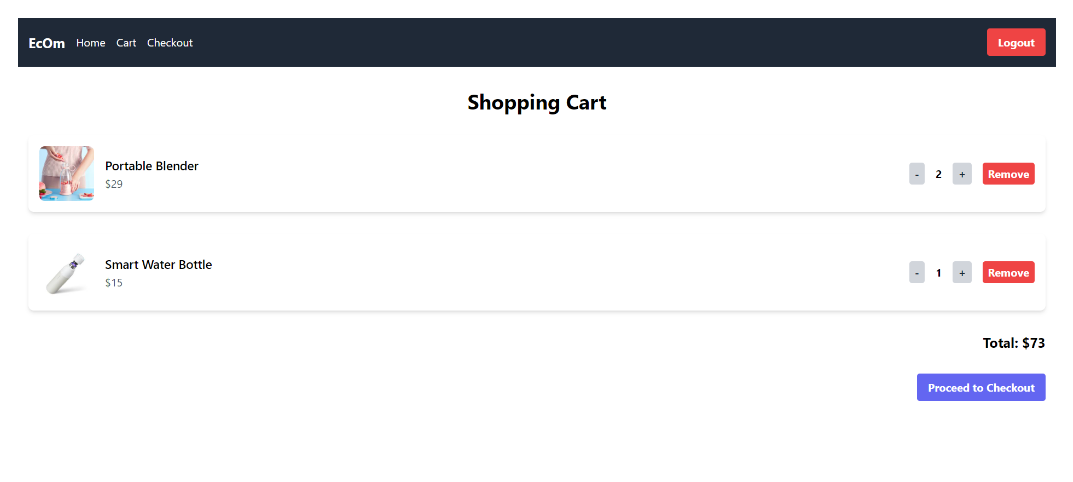 EcOm Home Cart Checkout Logout
Shopping Cart
Portable Blender
$29
- 2 + Remove
Smart Water Bottle
$15
- 1 + Remove
Total: $73
Proceed to Checkout